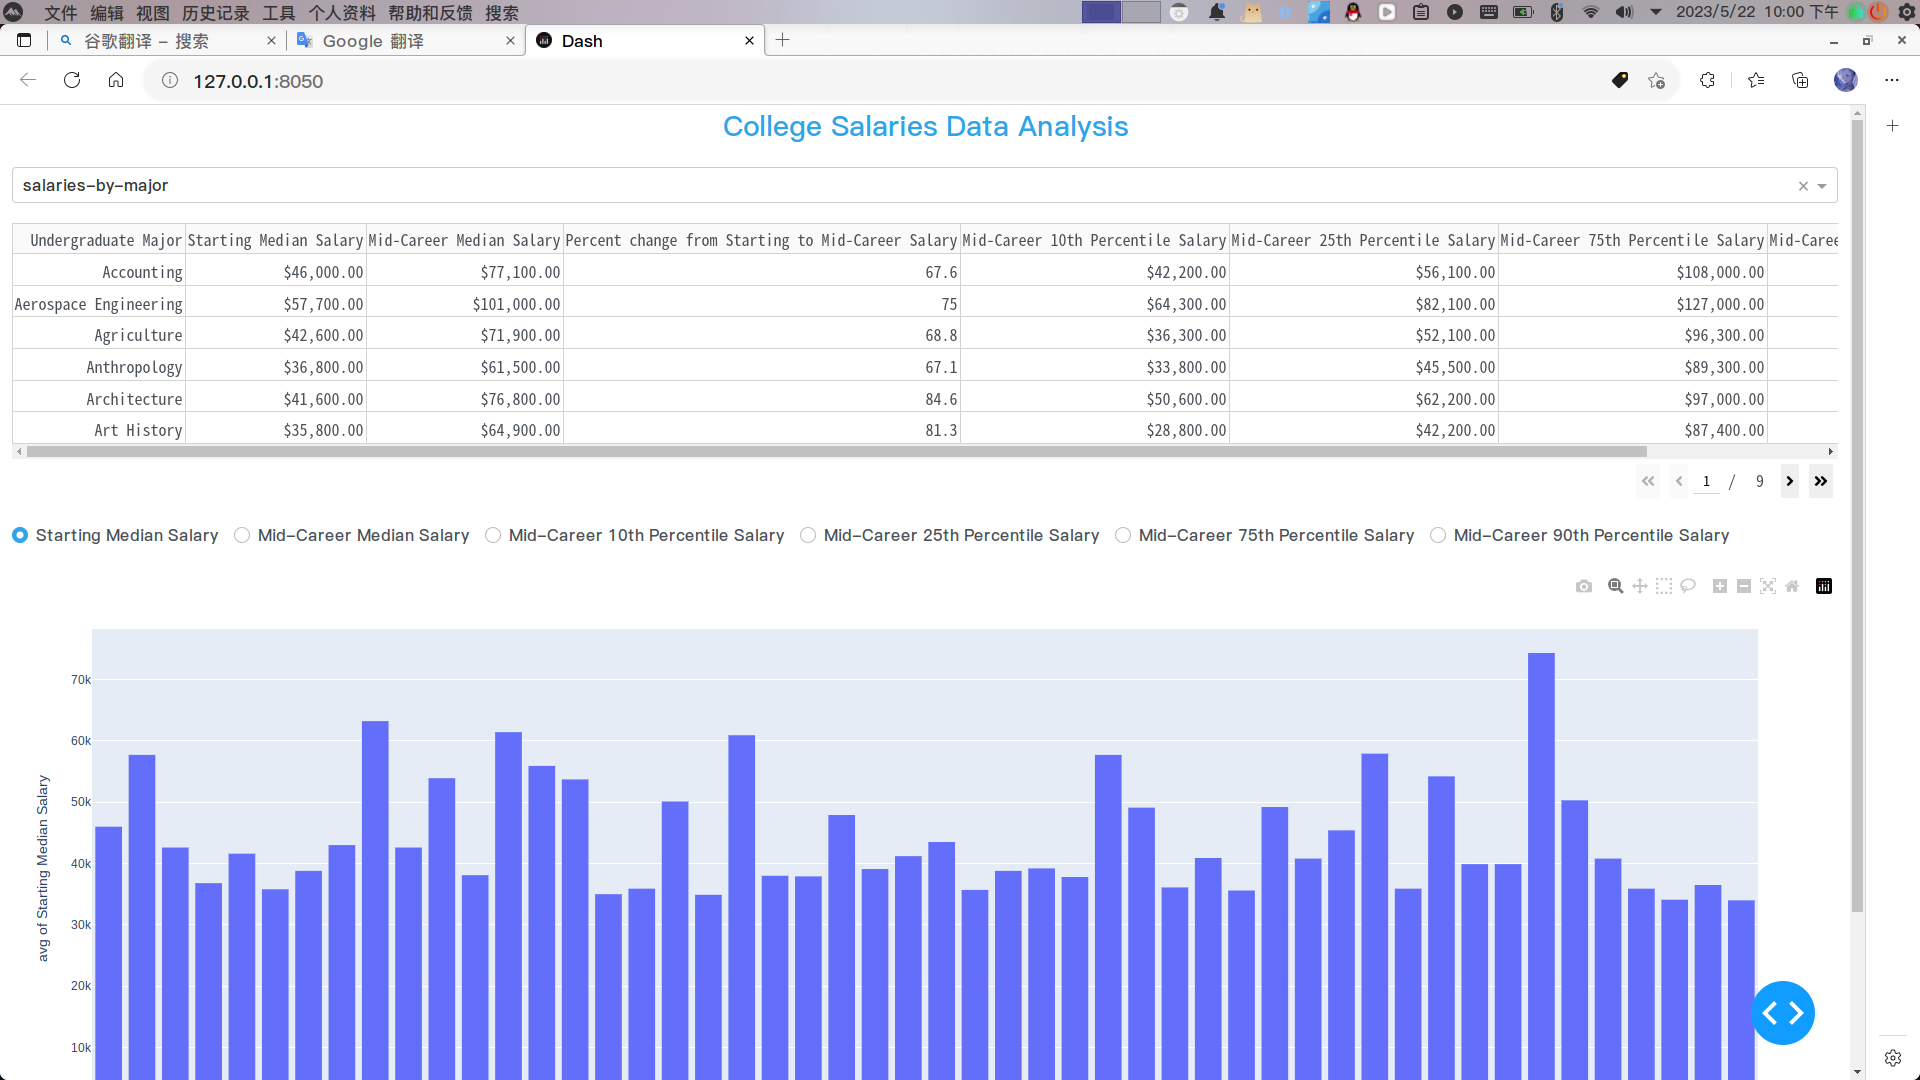 文件 编辑 视图 历史记录 工具 个人资料 帮助和反馈 搜索 2023/5/22 10:00 下午
谷歌翻译 – 搜索 Google 翻译 Dash
127.0.0.1:8050
College Salaries Data Analysis
salaries-by-major
Undergraduate Major Starting Median Salary Mid-Career Median Salary Percent change from Starting to Mid-Career Salary Mid-Career 10th Percentile Salary Mid-Career 25th Percentile Salary Mid-Career 75th Percentile Salary Mid-Caree
Accounting $46,000.00 $77,100.00 67.6 $42,200.00 $56,100.00 $108,000.00
Aerospace Engineering $57,700.00 $101,000.00 75 $64,300.00 $82,100.00 $127,000.00
Agriculture $42,600.00 $71,900.00 68.8 $36,300.00 $52,100.00 $96,300.00
Anthropology $36,800.00 $61,500.00 67.1 $33,800.00 $45,500.00 $89,300.00
Architecture $41,600.00 $76,800.00 84.6 $50,600.00 $62,200.00 $97,000.00
Art History $35,800.00 $64,900.00 81.3 $28,800.00 $42,200.00 $87,400.00
1 / 9
Starting Median Salary Mid-Career Median Salary Mid-Career 10th Percentile Salary Mid-Career 25th Percentile Salary Mid-Career 75th Percentile Salary Mid-Career 90th Percentile Salary
70k
60k
50k
40k
30k
20k
10k
avg of Starting Median Salary